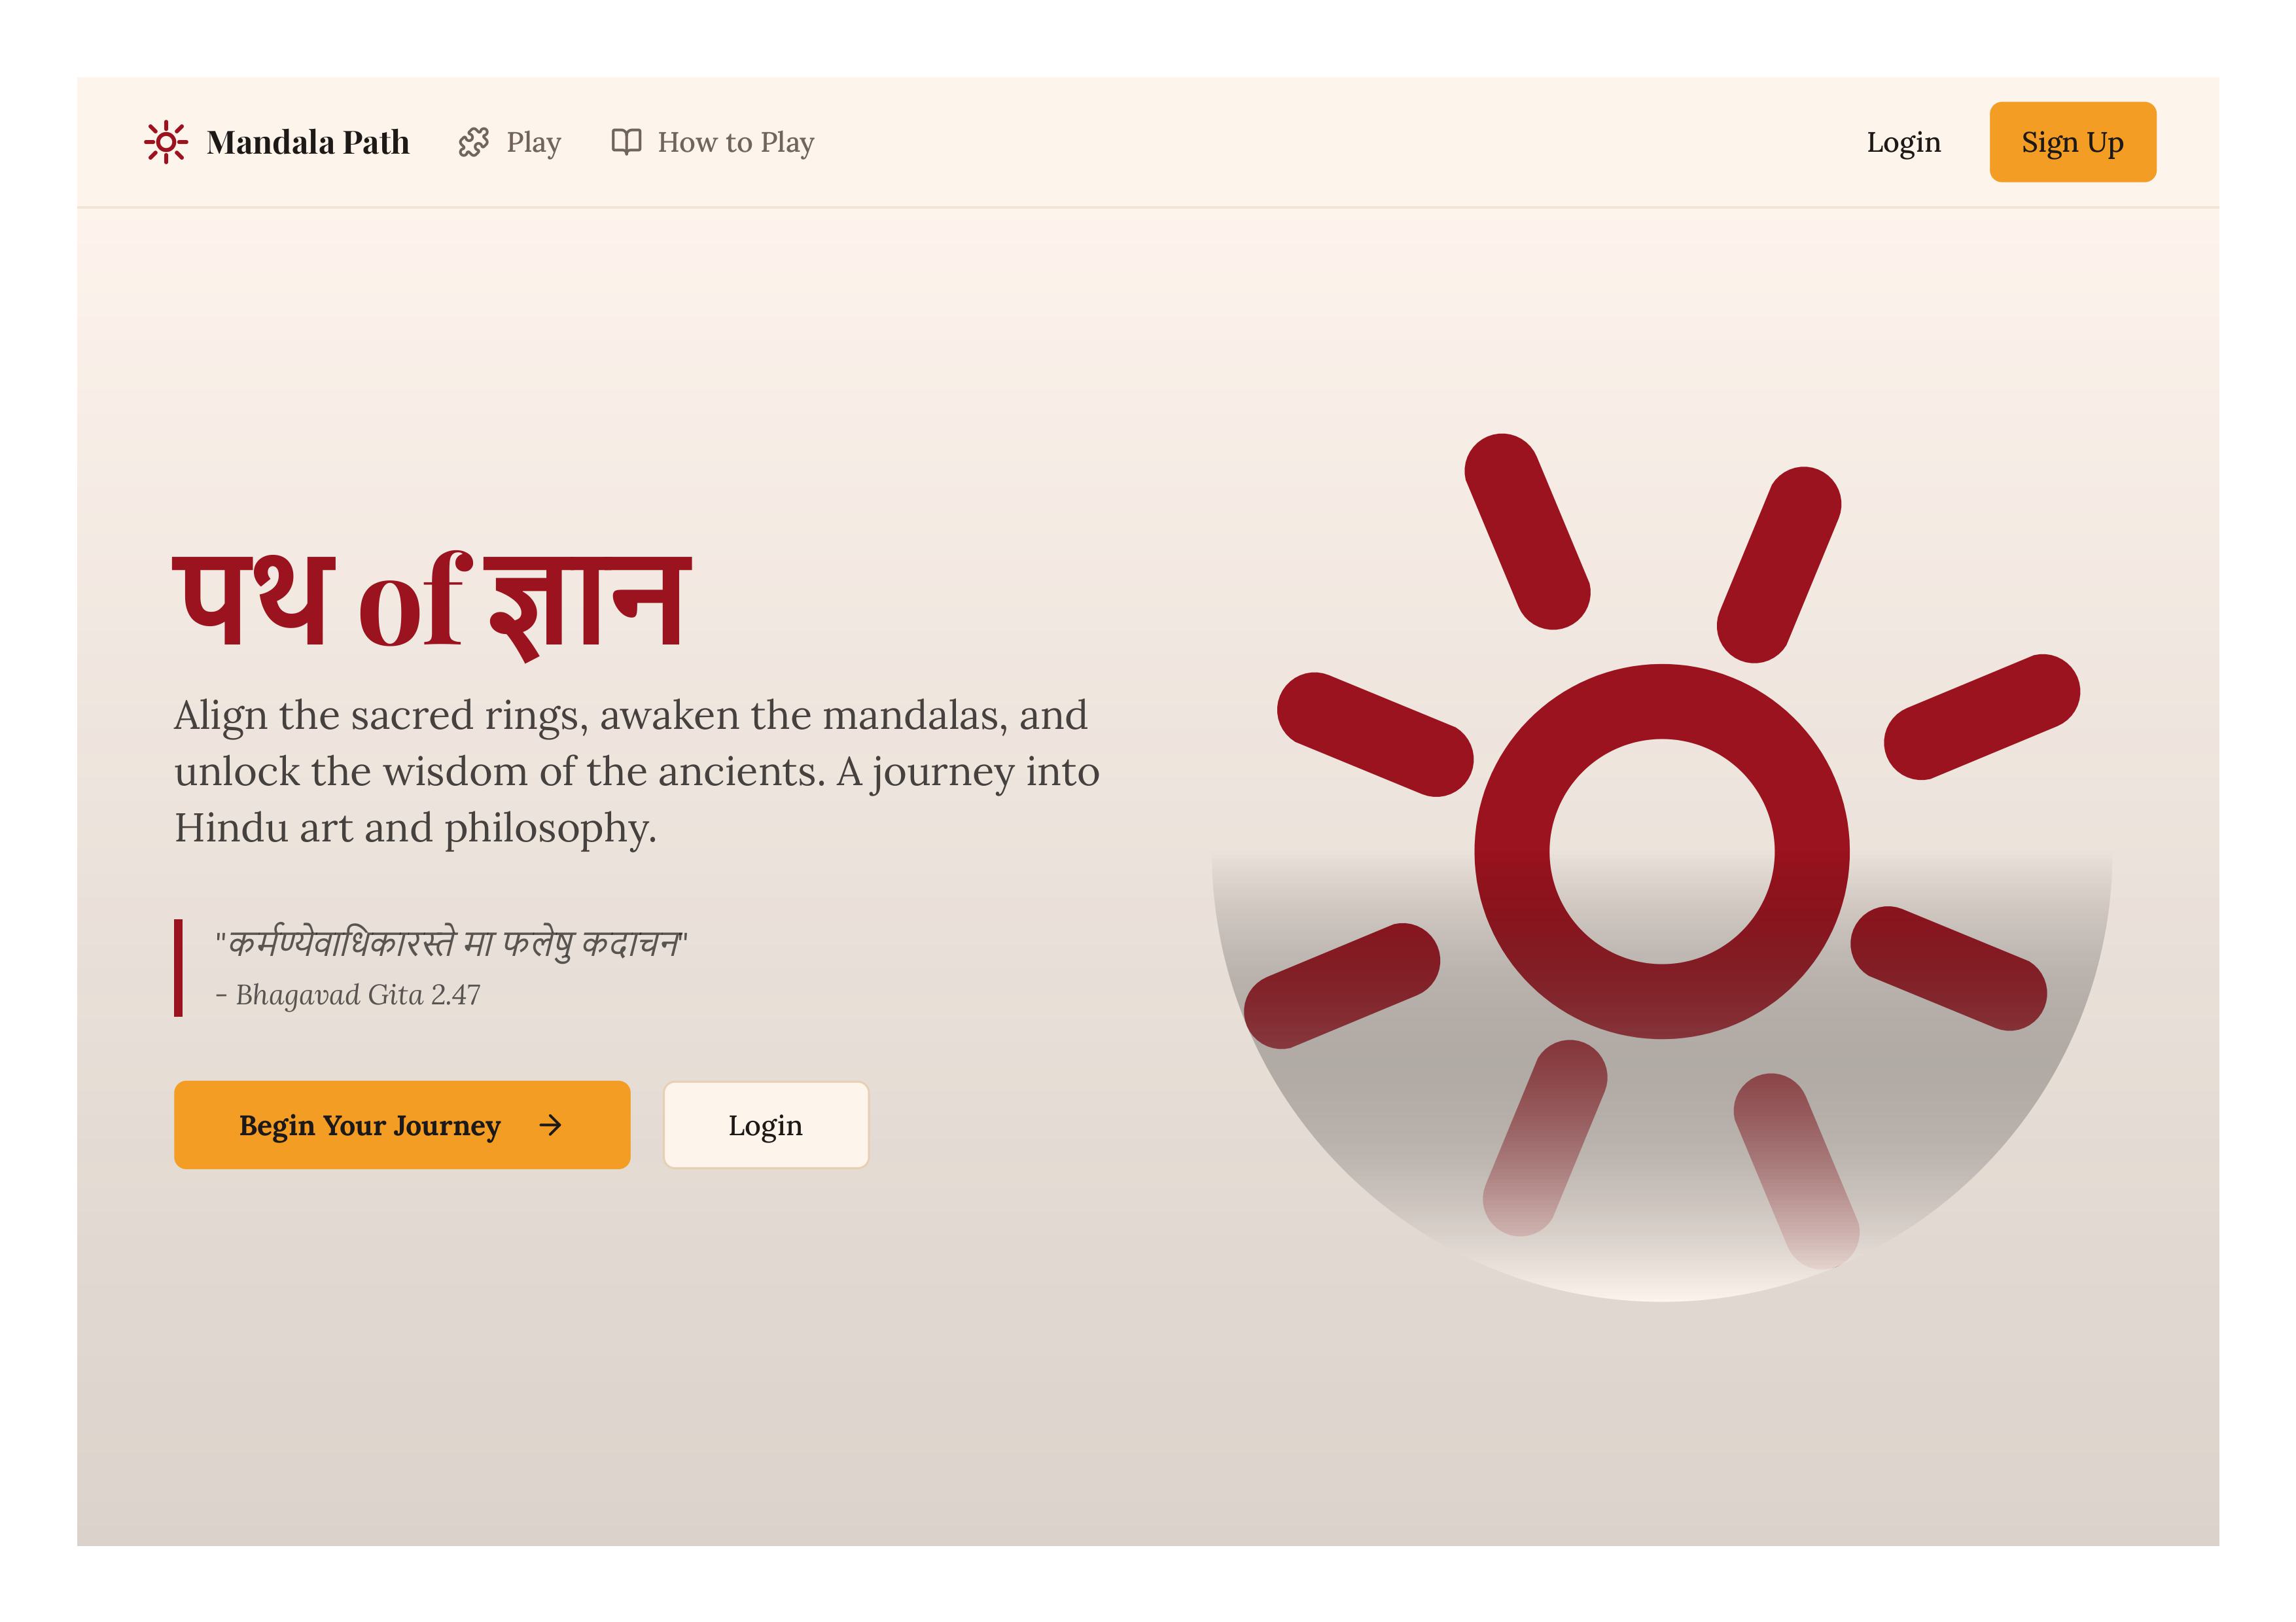 Mandala Path
Play
How to Play
Login
Sign Up
पथ of ज्ञान
Align the sacred rings, awaken the mandalas, and
unlock the wisdom of the ancients. A journey into
Hindu art and philosophy.
"कर्मण्येवाधिकारस्ते मा फलेषु कदाचन"
- Bhagavad Gita 2.47
Begin Your Journey →
Login